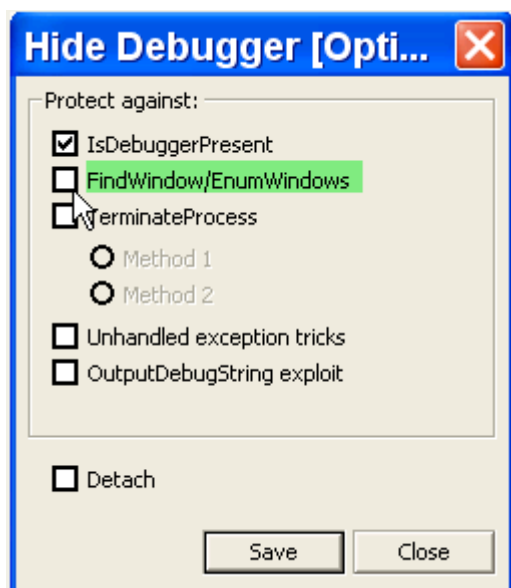 Hide Debugger [Opti...
Protect against:
IsDebuggerPresent
FindWindow/EnumWindows
TerminateProcess
Method 1
Method 2
Unhandled exception tricks
OutputDebugString exploit
Detach
Save Close